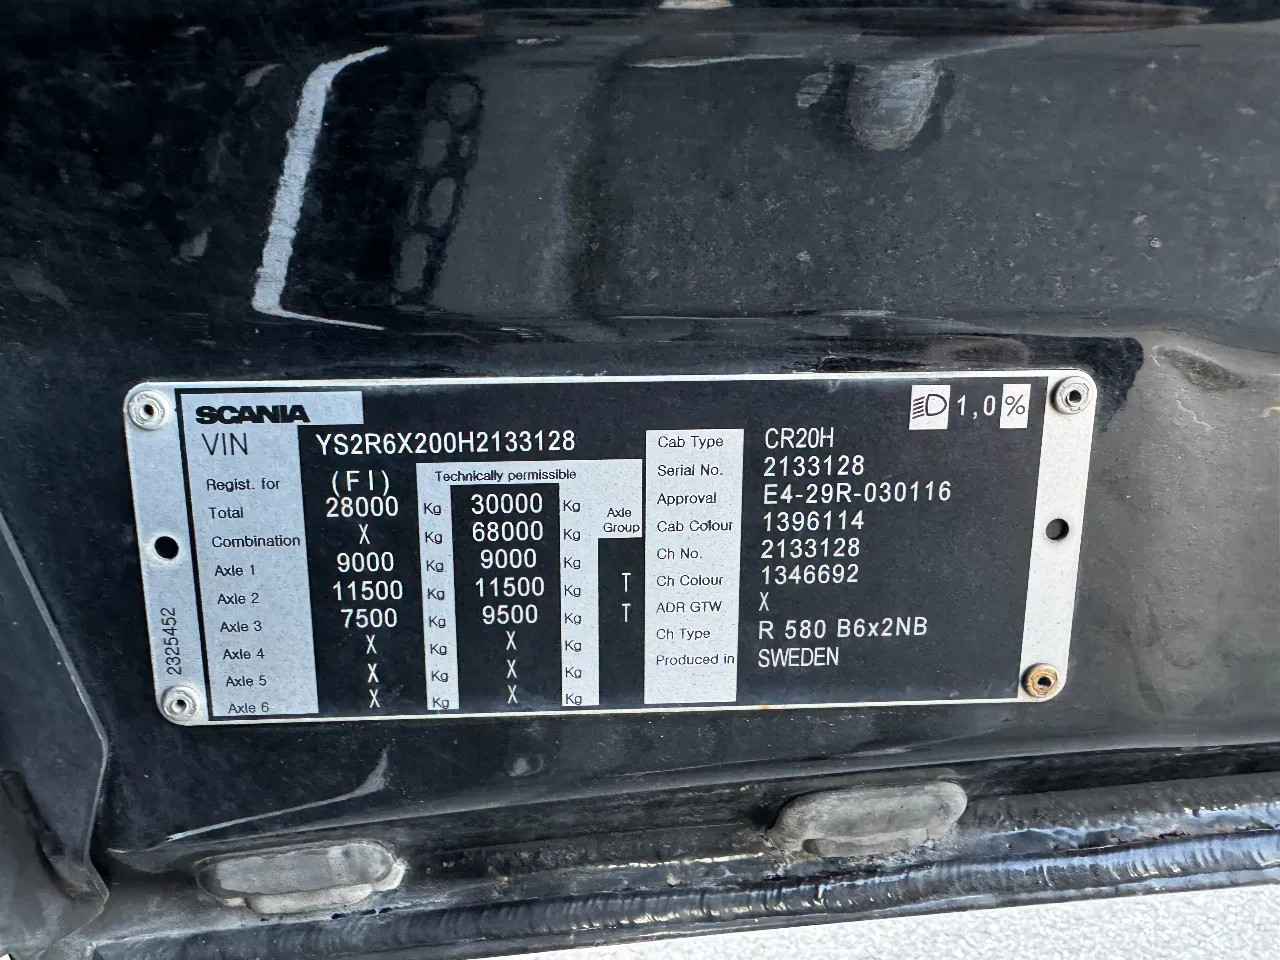 SCANIA 1,0 %
VIN YS2R6X200H2133128
Regist. for (FI) Technically permissible
Total 28000 Kg 30000 Kg Axle Group
Combination X Kg 68000 Kg
Axle 1 9000 Kg 9000 Kg
Axle 2 11500 Kg 11500 Kg T
Axle 3 7500 Kg 9500 Kg T
Axle 4 X Kg X Kg
Axle 5 X Kg X Kg
Axle 6 X Kg X Kg
Cab Type CR20H
Serial No. 2133128
Approval E4-29R-030116
Cab Colour 1396114
Ch No. 2133128
Ch Colour 1346692
ADR GTW X
Ch Type R 580 B6x2NB
Produced in SWEDEN
2325452